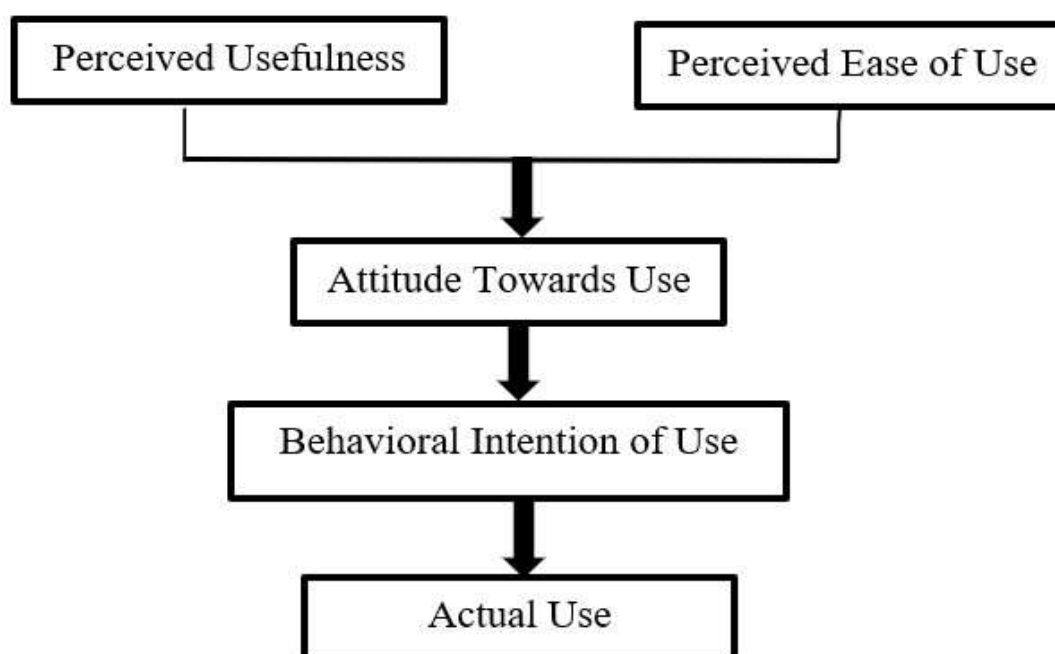 Perceived Usefulness
Perceived Ease of Use
Attitude Towards Use
Behavioral Intention of Use
Actual Use